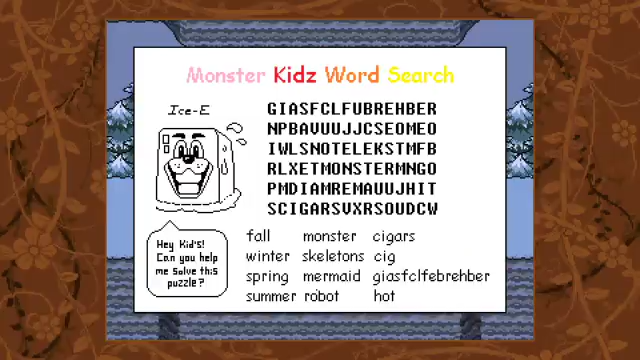 Monster Kidz Word Search
Ice-E
GIASFCLFUBREHBER
NPBAVUUJJCSEOMEO
IWLSNOTELEKSTMFB
RLXETMONSTERMNGO
PMDIAMREMAUUJHIT
SCIGARSVXRSOUDCW
Hey Kid's!
Can you help
me solve this
puzzle?
fall monster cigars
winter skeletons cig
spring mermaid giasfclfebrehber
summer robot hot